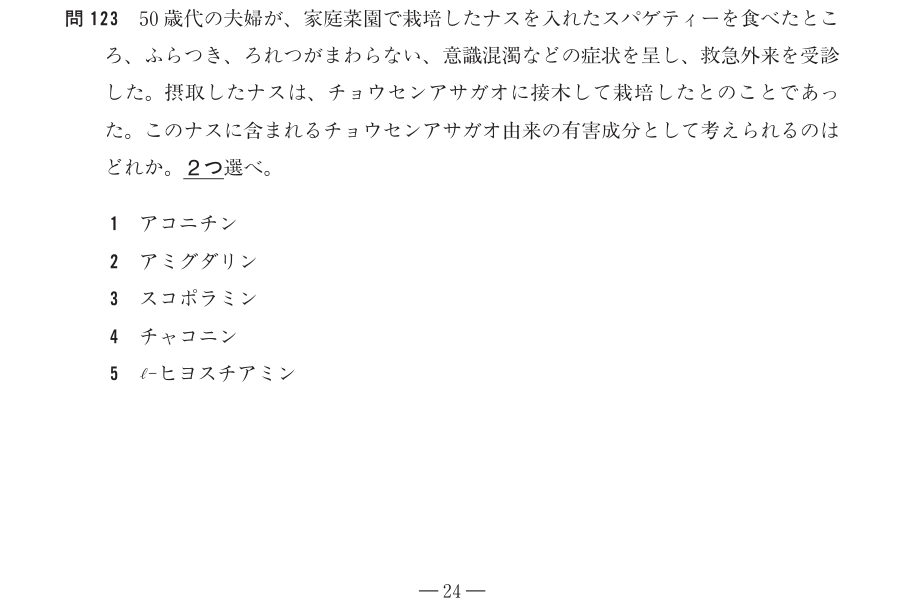 問 123　50 歳代の夫婦が、家庭菜園で栽培したナスを入れたスパゲティーを食べたとこ
ろ、ふらつき、ろれつがまわらない、意識混濁などの症状を呈し、救急外来を受診
した。摂取したナスは、チョウセンアサガオに接木して栽培したとのことであっ
た。このナスに含まれるチョウセンアサガオ由来の有害成分として考えられるのは
どれか。2つ選べ。
1　アコニチン
2　アミグダリン
3　スコポラミン
4　チャコニン
5　ℓ-ヒヨスチアミン
— 24 —